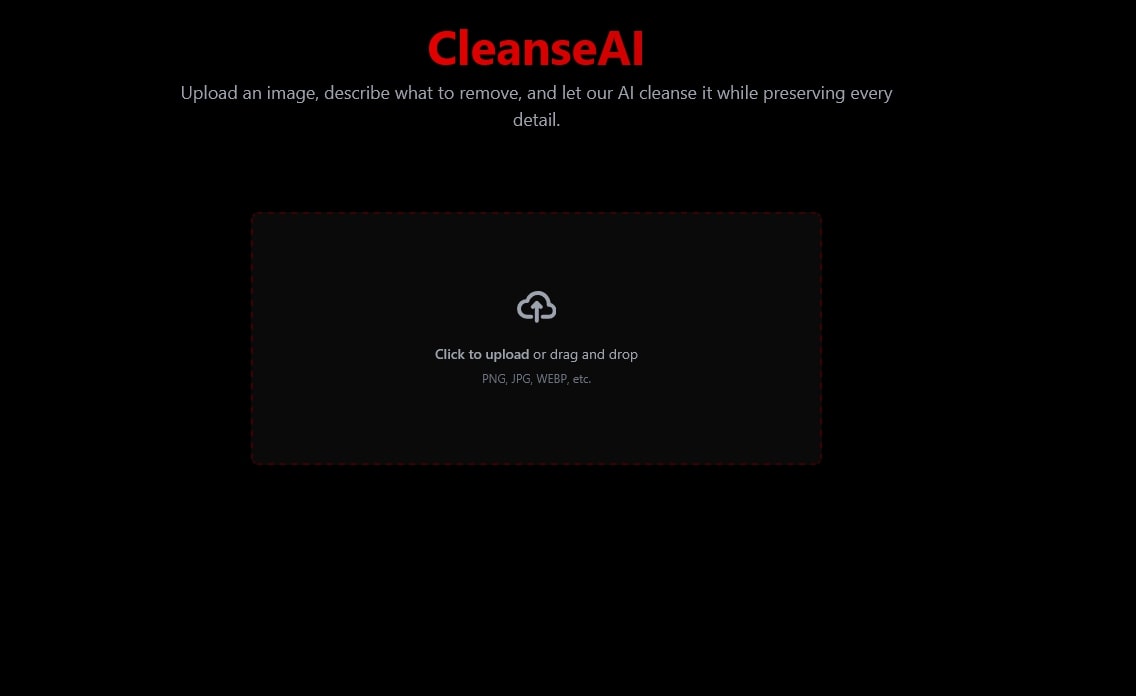 CleanseAI
Upload an image, describe what to remove, and let our AI cleanse it while preserving every
detail.
Click to upload or drag and drop
PNG, JPG, WEBP, etc.